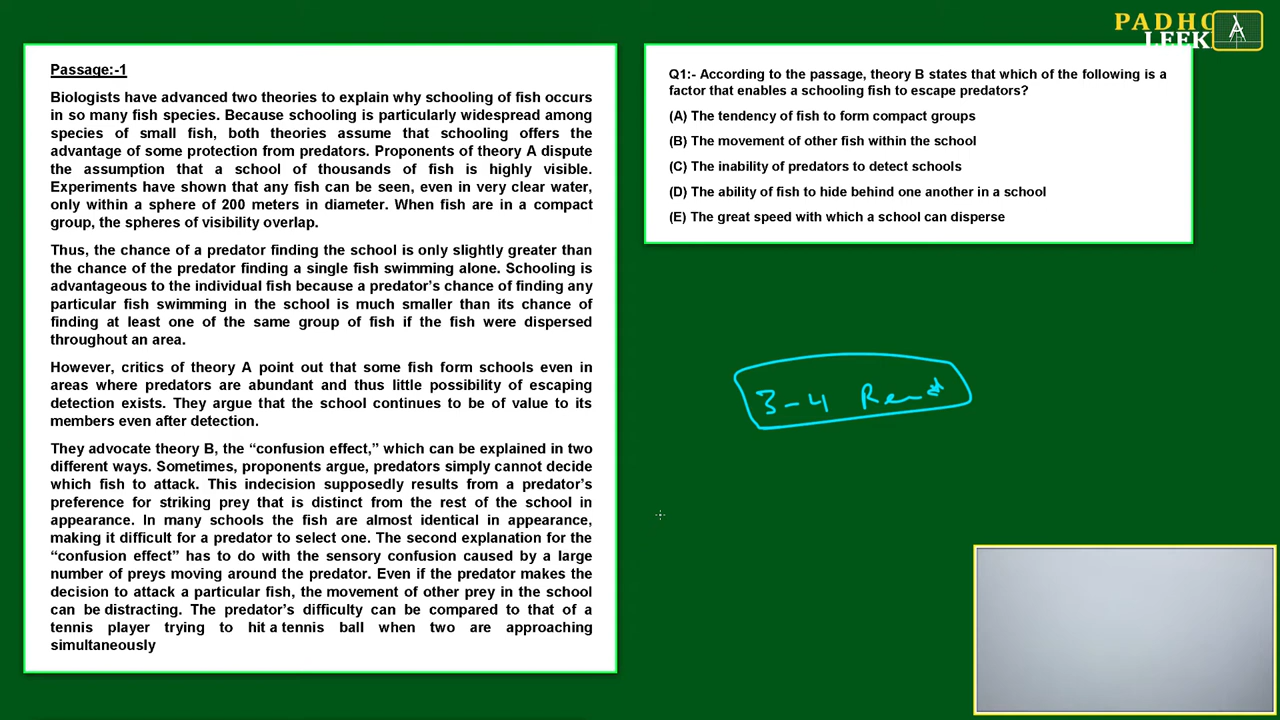 PADHO
LEEK
Passage:-1
Biologists have advanced two theories to explain why schooling of fish occurs
in so many fish species. Because schooling is particularly widespread among
species of small fish, both theories assume that schooling offers the
advantage of some protection from predators. Proponents of theory A dispute
the assumption that a school of thousands of fish is highly visible.
Experiments have shown that any fish can be seen, even in very clear water,
only within a sphere of 200 meters in diameter. When fish are in a compact
group, the spheres of visibility overlap.
Thus, the chance of a predator finding the school is only slightly greater than
the chance of the predator finding a single fish swimming alone. Schooling is
advantageous to the individual fish because a predator's chance of finding any
particular fish swimming in the school is much smaller than its chance of
finding at least one of the same group of fish if the fish were dispersed
throughout an area.
However, critics of theory A point out that some fish form schools even in
areas where predators are abundant and thus little possibility of escaping
detection exists. They argue that the school continues to be of value to its
members even after detection.
They advocate theory B, the “confusion effect,” which can be explained in two
different ways. Sometimes, proponents argue, predators simply cannot decide
which fish to attack. This indecision supposedly results from a predator's
preference for striking prey that is distinct from the rest of the school in
appearance. In many schools the fish are almost identical in appearance,
making it difficult for a predator to select one. The second explanation for the
“confusion effect” has to do with the sensory confusion caused by a large
number of preys moving around the predator. Even if the predator makes the
decision to attack a particular fish, the movement of other prey in the school
can be distracting. The predator's difficulty can be compared to that of a
tennis player trying to hit a tennis ball when two are approaching
simultaneously
Q1:- According to the passage, theory B states that which of the following is a
factor that enables a schooling fish to escape predators?
(A) The tendency of fish to form compact groups
(B) The movement of other fish within the school
(C) The inability of predators to detect schools
(D) The ability of fish to hide behind one another in a school
(E) The great speed with which a school can disperse
3-4